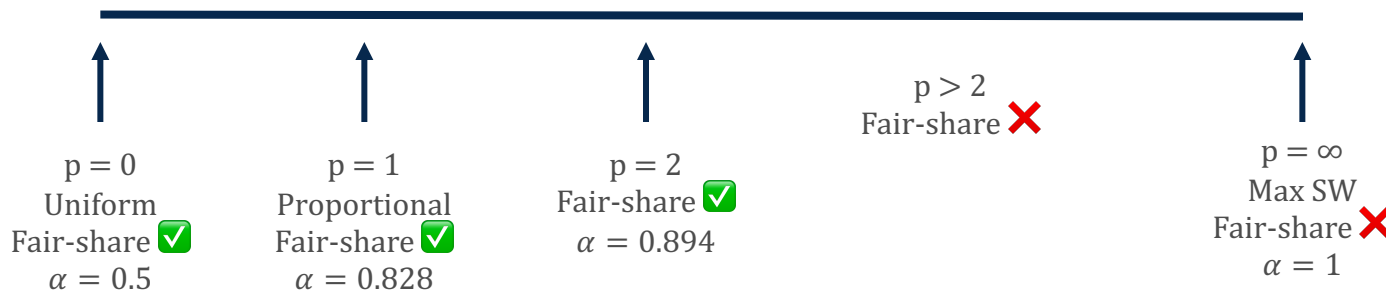 p = 0
Uniform
Fair-share ✅
α = 0.5
p = 1
Proportional
Fair-share ✅
α = 0.828
p = 2
Fair-share ✅
α = 0.894
p > 2
Fair-share ❌
p = ∞
Max SW
Fair-share ❌
α = 1